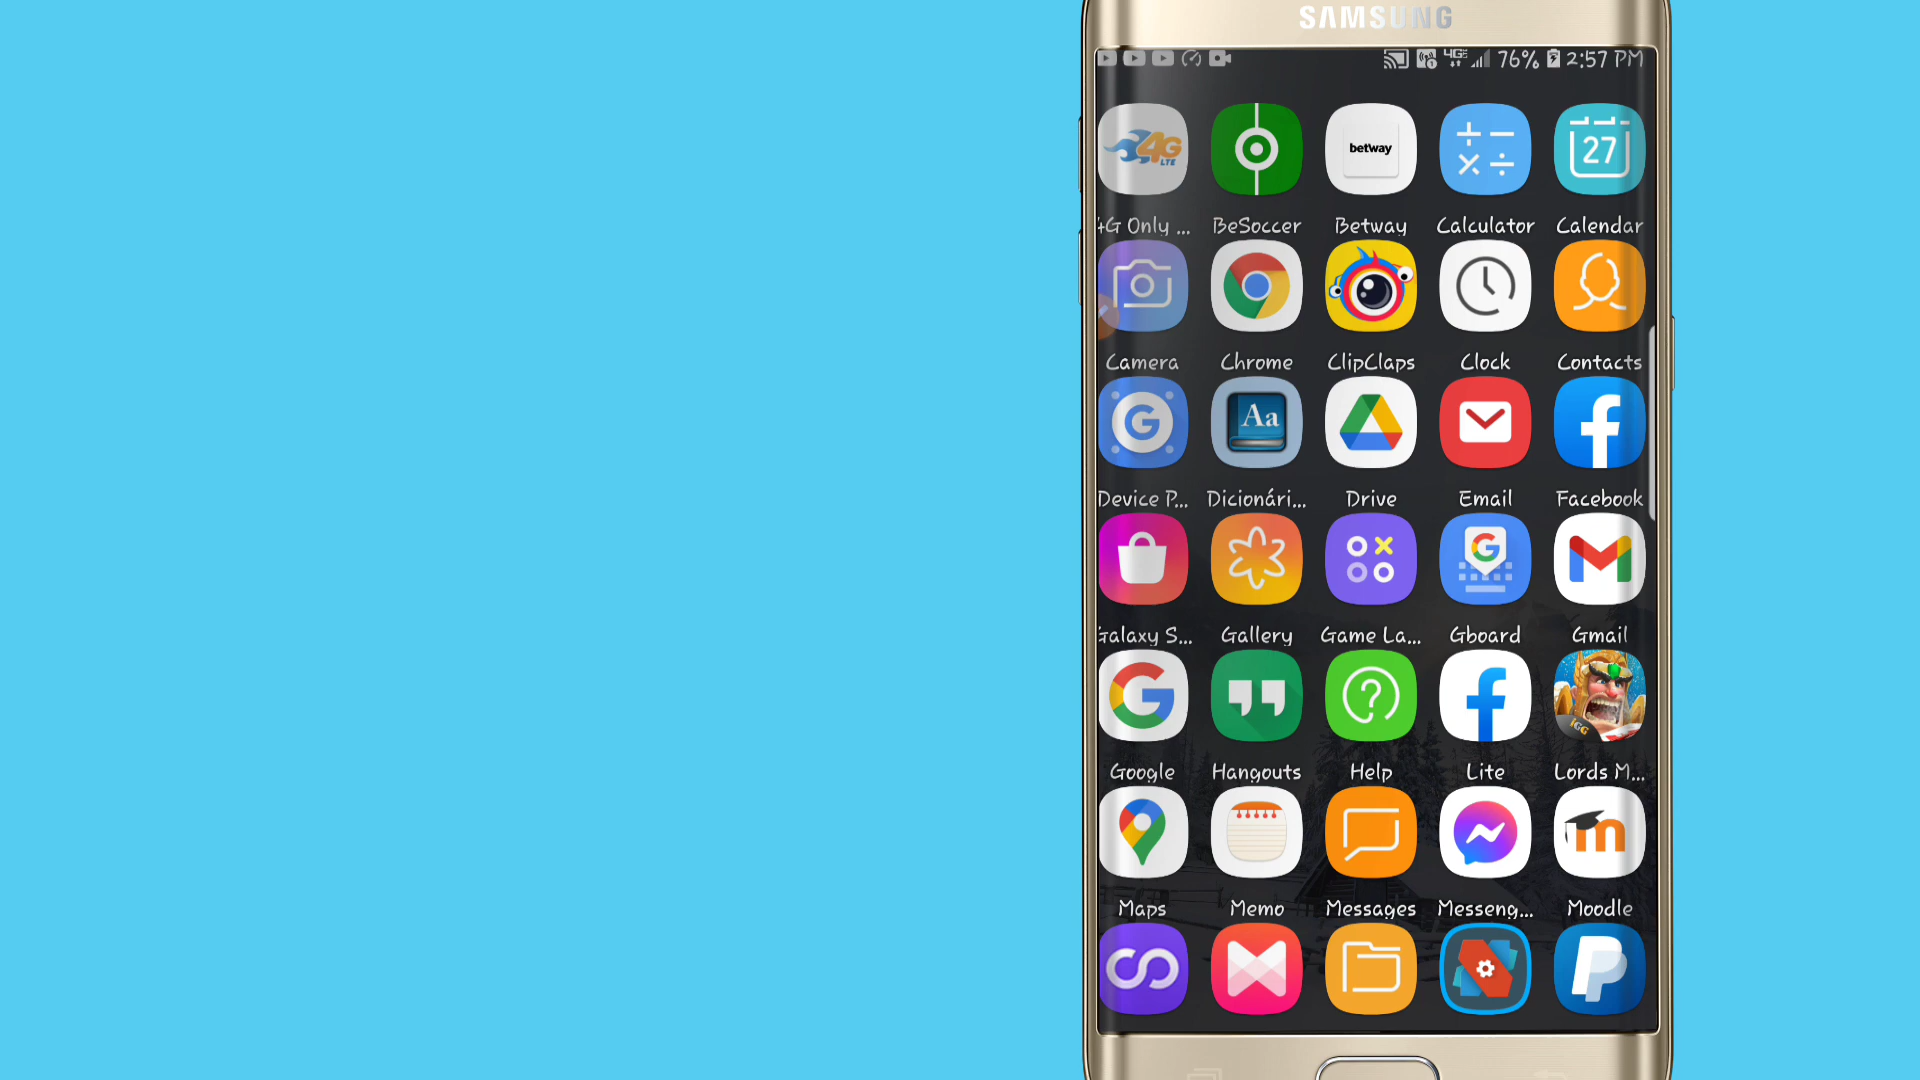 SAMSUNG
4G 76% 2:57 PM
4G LTE
betway
27
4G Only ... BeSoccer Betway Calculator Calendar
Camera Chrome ClipClaps Clock Contacts
Aa
Device P... Dicionári... Drive Email Facebook
Galaxy S... Gallery Game La... Gboard Gmail
IGG
Google Hangouts Help Lite Lords M...
Maps Memo Messages Messeng... Moodle